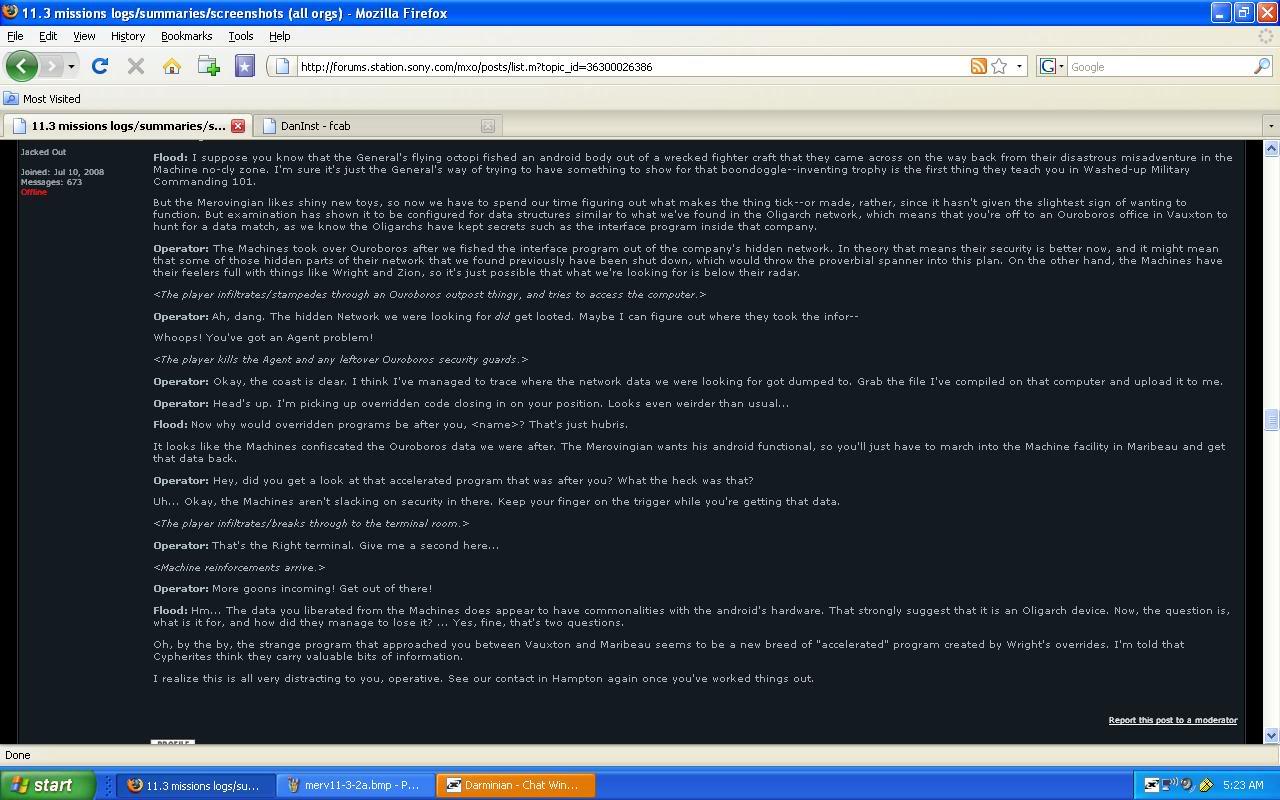 11.3 missions logs/summaries/screenshots (all orgs) - Mozilla Firefox
File Edit View History Bookmarks Tools Help
http://forums.station.sony.com/mxo/posts/list.m?topic_id=36300026386
G Google
Most Visited
11.3 missions logs/summaries/s...
DanInst - fcab
Jacked Out
Joined: Jul 10, 2008
Messages: 673
Offline
Flood: I suppose you know that the General's flying octopi fished an android body out of a wrecked fighter craft that they came across on the way back from their disastrous misadventure in the
Machine no-cly zone. I'm sure it's just the General's way of trying to have something to show for that boondoggle--inventing trophy is the first thing they teach you in Washed-up Military
Commanding 101.
But the Merovingian likes shiny new toys, so now we have to spend our time figuring out what makes the thing tick--or made, rather, since it hasn't given the slightest sign of wanting to
function. But examination has shown it to be configured for data structures similar to what we've found in the Oligarch network, which means that you're off to an Ouroboros office in Vauxton to
hunt for a data match, as we know the Oligarchs have kept secrets such as the interface program inside that company.
Operator: The Machines took over Ouroboros after we fished the interface program out of the company's hidden network. In theory that means their security is better now, and it might mean
that some of those hidden parts of their network that we found previously have been shut down, which would throw the proverbial spanner into this plan. On the other hand, the Machines have
their feelers full with things like Wright and Zion, so it's just possible that what we're looking for is below their radar.
<The player infiltrates/stampedes through an Ouroboros outpost thingy, and tries to access the computer.>
Operator: Ah, dang. The hidden Network we were looking for did get looted. Maybe I can figure out where they took the infor--
Whoops! You've got an Agent problem!
<The player kills the Agent and any leftover Ouroboros security guards.>
Operator: Okay, the coast is clear. I think I've managed to trace where the network data we were looking for got dumped to. Grab the file I've compiled on that computer and upload it to me.
Operator: Head's up. I'm picking up overridden code closing in on your position. Looks even weirder than usual...
Flood: Now why would overridden programs be after you, <name>? That's just hubris.
It looks like the Machines confiscated the Ouroboros data we were after. The Merovingian wants his android functional, so you'll just have to march into the Machine facility in Maribeau and get
that data back.
Operator: Hey, did you get a look at that accelerated program that was after you? What the heck was that?
Uh... Okay, the Machines aren't slacking on security in there. Keep your finger on the trigger while you're getting that data.
<The player infiltrates/breaks through to the terminal room.>
Operator: That's the Right terminal. Give me a second here...
<Machine reinforcements arrive.>
Operator: More goons incoming! Get out of there!
Flood: Hm... The data you liberated from the Machines does appear to have commonalities with the android's hardware. That strongly suggest that it is an Oligarch device. Now, the question is,
what is it for, and how did they manage to lose it? ... Yes, fine, that's two questions.
Oh, by the by, the strange program that approached you between Vauxton and Maribeau seems to be a new breed of "accelerated" program created by Wright's overrides. I'm told that
Cypherites think they carry valuable bits of information.
I realize this is all very distracting to you, operative. See our contact in Hampton again once you've worked things out.
Report this post to a moderator
PROFILE
Done
start
11.3 missions logs/su...
merv11-3-2a.bmp - P...
Darminian - Chat Win...
5:23 AM